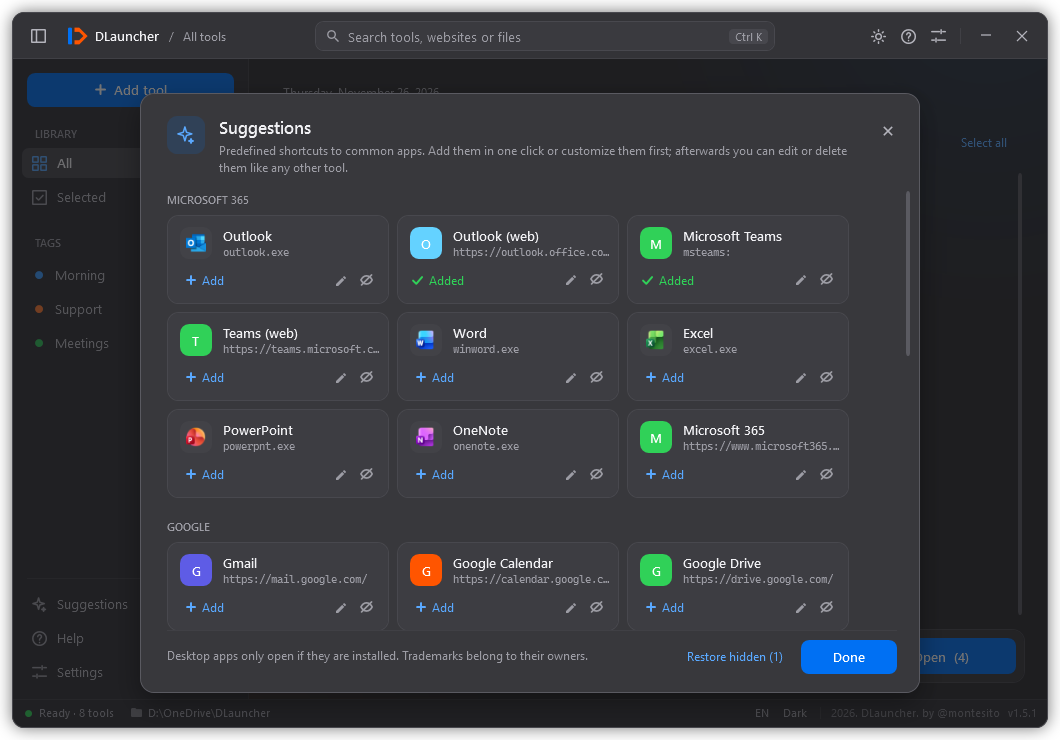 DLauncher / All tools
Search tools, websites or files
Ctrl K
Add tool
Thursday, November 26, 2026
LIBRARY
All
Selected
TAGS
Morning
Support
Meetings
Suggestions
Help
Settings
Select all
Suggestions
Predefined shortcuts to common apps. Add them in one click or customize them first; afterwards you can edit or delete
them like any other tool.
MICROSOFT 365
Outlook
outlook.exe
Add
O
Outlook (web)
https://outlook.office.co…
Added
M
Microsoft Teams
msteams:
Added
T
Teams (web)
https://teams.microsoft.c…
Add
Word
winword.exe
Add
Excel
excel.exe
Add
PowerPoint
powerpnt.exe
Add
OneNote
onenote.exe
Add
M
Microsoft 365
https://www.microsoft365.…
Add
GOOGLE
G
Gmail
https://mail.google.com/
Add
G
Google Calendar
https://calendar.google.c…
Add
G
Google Drive
https://drive.google.com/
Add
Desktop apps only open if they are installed. Trademarks belong to their owners.
Restore hidden (1)
Done
Open (4)
Ready · 8 tools
D:\OneDrive\DLauncher
EN
Dark
2026. DLauncher. by @montesito v1.5.1